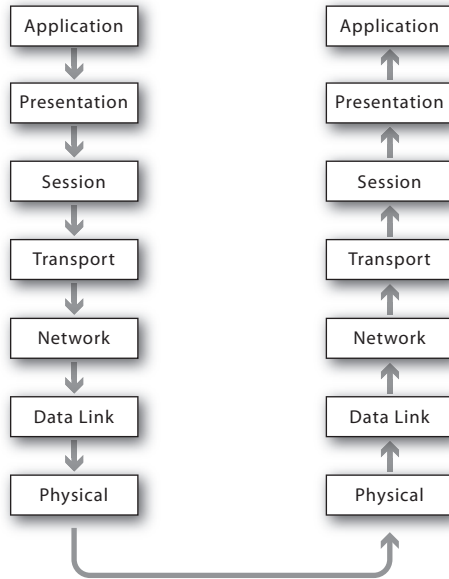 Application
Presentation
Session
Transport
Network
Data Link
Physical
Application
Presentation
Session
Transport
Network
Data Link
Physical